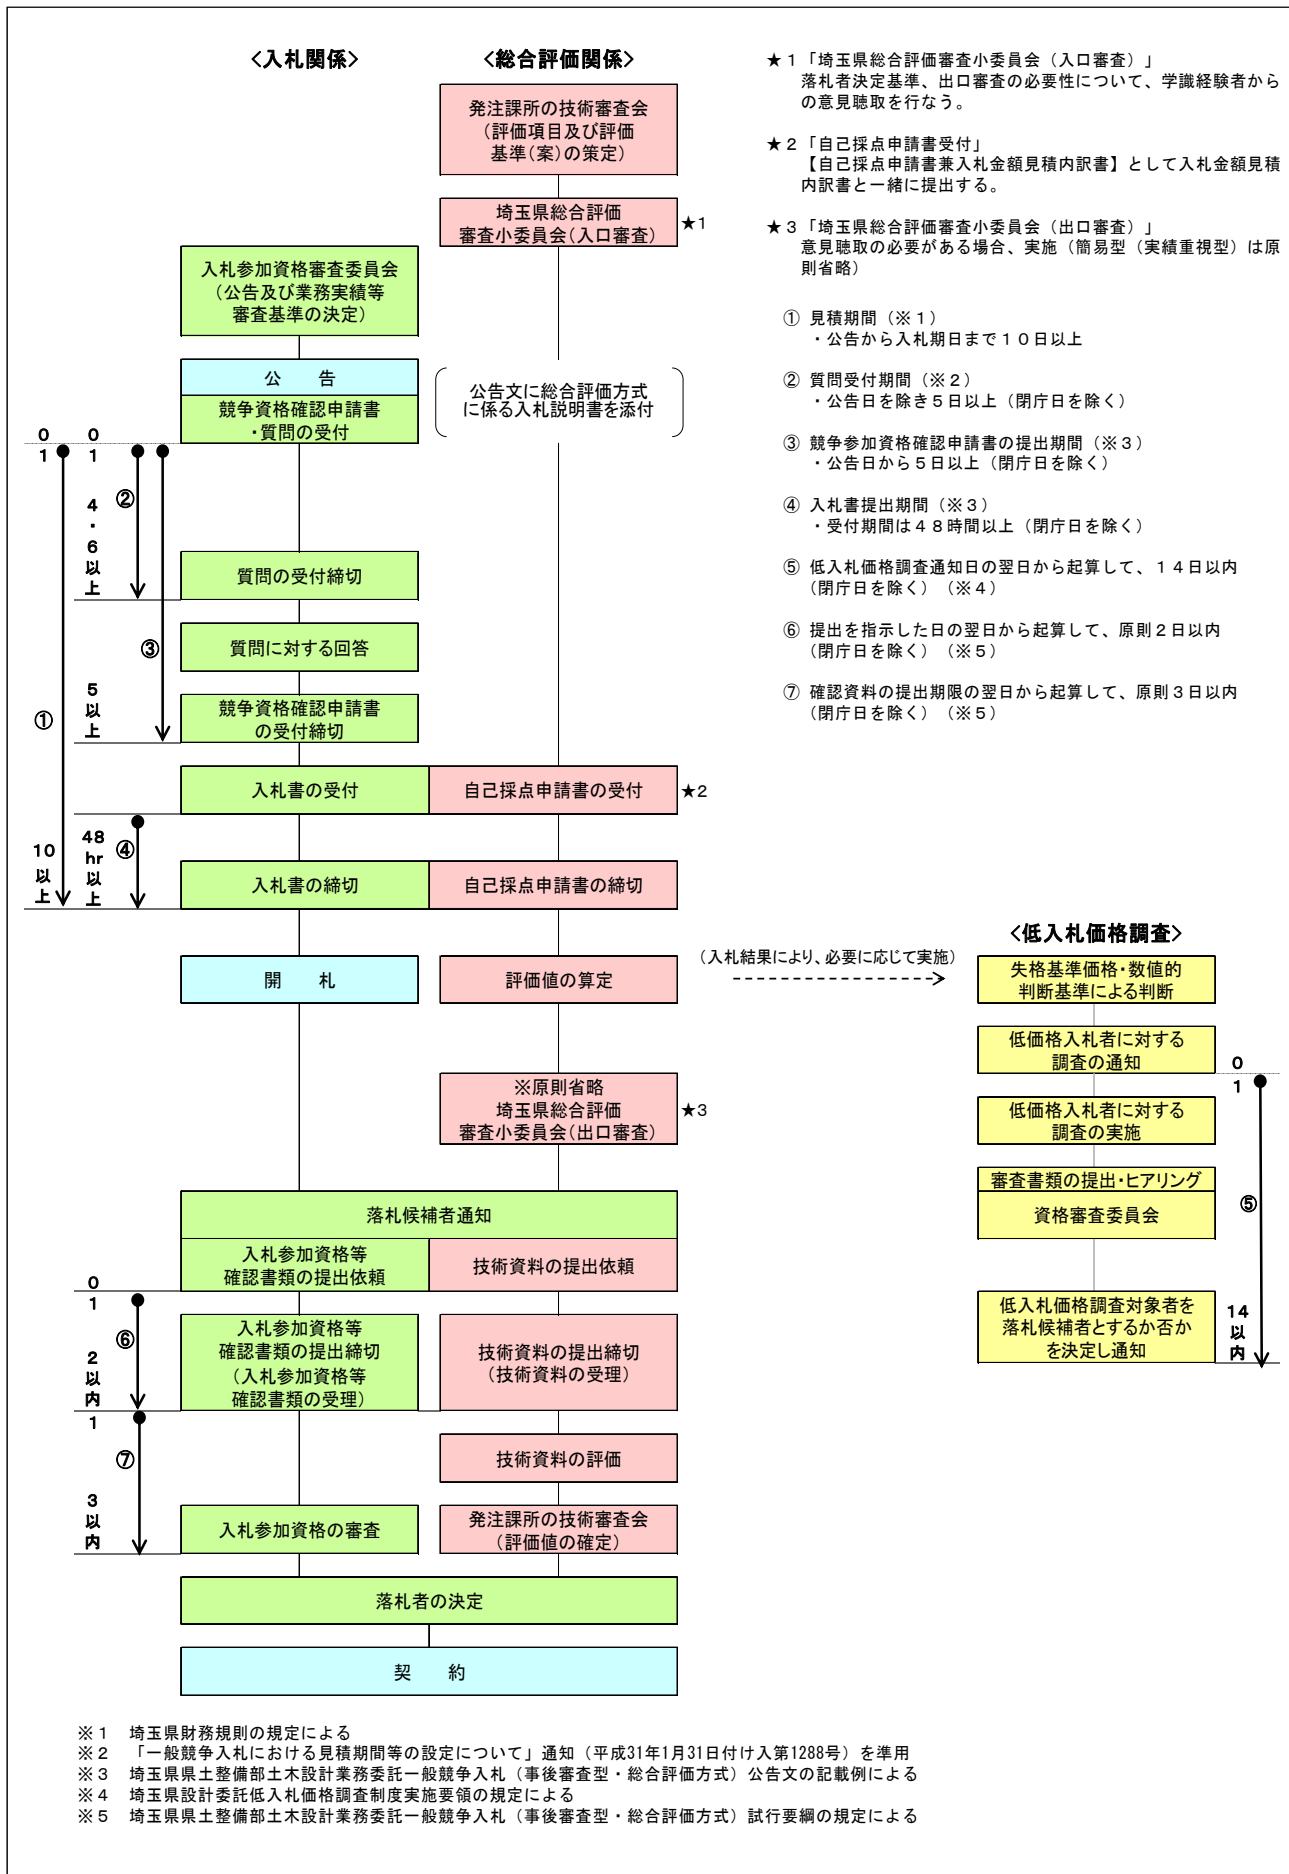 <入札関係>
<総合評価関係>
発注課所の技術審査会
(評価項目及び評価
基準(案)の策定)
埼玉県総合評価
審査小委員会(入口審査)
★1
入札参加資格審査委員会
(公告及び業務実績等
審査基準の決定)
公　告
競争資格確認申請書
・質問の受付
公告文に総合評価方式
に係る入札説明書を添付
0
1
0
1
②
4
・
6
以
上
質問の受付締切
質問に対する回答
③
①
5
以
上
競争資格確認申請書
の受付締切
入札書の受付
自己採点申請書の受付
★2
10
以
上
48
hr
以
上
④
入札書の締切
自己採点申請書の締切
開　札
評価値の算定
(入札結果により、必要に応じて実施)
※原則省略
埼玉県総合評価
審査小委員会(出口審査)
★3
落札候補者通知
入札参加資格等
確認書類の提出依頼
技術資料の提出依頼
0
1
⑥
2
以
内
入札参加資格等
確認書類の提出締切
(入札参加資格等
確認書類の受理)
技術資料の提出締切
(技術資料の受理)
1
⑦
3
以
内
技術資料の評価
入札参加資格の審査
発注課所の技術審査会
(評価値の確定)
落札者の決定
契　約
★1「埼玉県総合評価審査小委員会(入口審査)」
落札者決定基準、出口審査の必要性について、学識経験者から
の意見聴取を行なう。
★2「自己採点申請書受付」
【自己採点申請書兼入札金額見積内訳書】として入札金額見積
内訳書と一緒に提出する。
★3「埼玉県総合評価審査小委員会(出口審査)」
意見聴取の必要がある場合、実施(簡易型(実績重視型)は原
則省略)
① 見積期間(※1)
・公告から入札期日まで10日以上
② 質問受付期間(※2)
・公告日を除き5日以上(閉庁日を除く)
③ 競争参加資格確認申請書の提出期間(※3)
・公告日から5日以上(閉庁日を除く)
④ 入札書提出期間(※3)
・受付期間は48時間以上(閉庁日を除く)
⑤ 低入札価格調査通知日の翌日から起算して、14日以内
(閉庁日を除く)(※4)
⑥ 提出を指示した日の翌日から起算して、原則2日以内
(閉庁日を除く)(※5)
⑦ 確認資料の提出期限の翌日から起算して、原則3日以内
(閉庁日を除く)(※5)
<低入札価格調査>
失格基準価格・数値的
判断基準による判断
低価格入札者に対する
調査の通知
0
1
低価格入札者に対する
調査の実施
審査書類の提出・ヒアリング
資格審査委員会
⑤
低入札価格調査対象者を
落札候補者とするか否か
を決定し通知
14
以
内
※1　埼玉県財務規則の規定による
※2　「一般競争入札における見積期間等の設定について」通知(平成31年1月31日付け入第1288号)を準用
※3　埼玉県県土整備部土木設計業務委託一般競争入札(事後審査型・総合評価方式)公告文の記載例による
※4　埼玉県設計委託低入札価格調査制度実施要領の規定による
※5　埼玉県県土整備部土木設計業務委託一般競争入札(事後審査型・総合評価方式)試行要綱の規定による